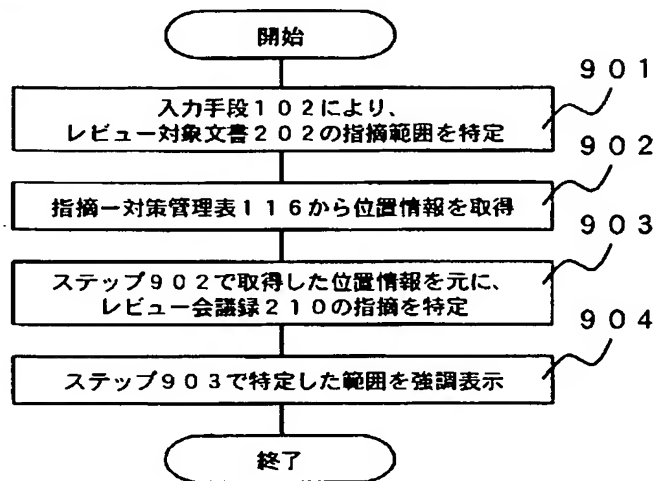 開始
901
入力手段102により、
レビュー対象文書202の指摘範囲を特定
902
指摘ー対策管理表116から位置情報を取得
903
ステップ902で取得した位置情報を元に、
レビュー会議録210の指摘を特定
904
ステップ903で特定した範囲を強調表示
終了